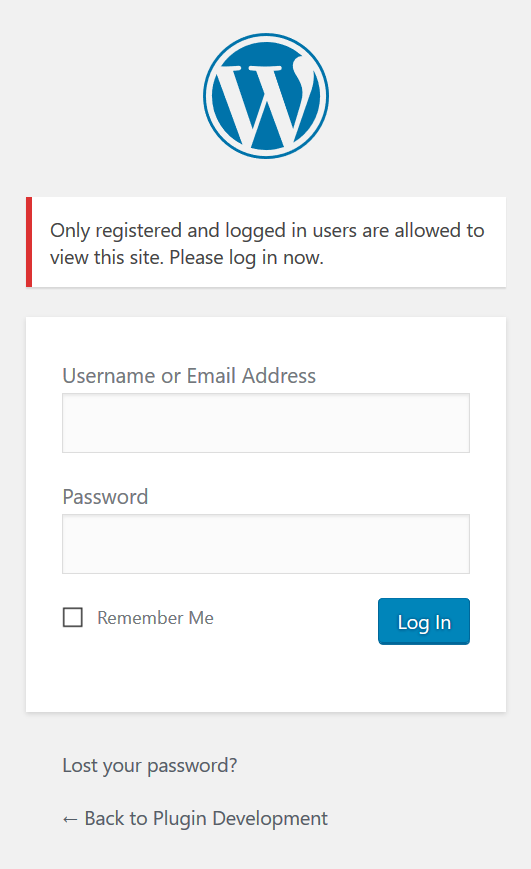 Only registered and logged in users are allowed to
view this site. Please log in now.
Username or Email Address
Password
Remember Me
Log In
Lost your password?
← Back to Plugin Development